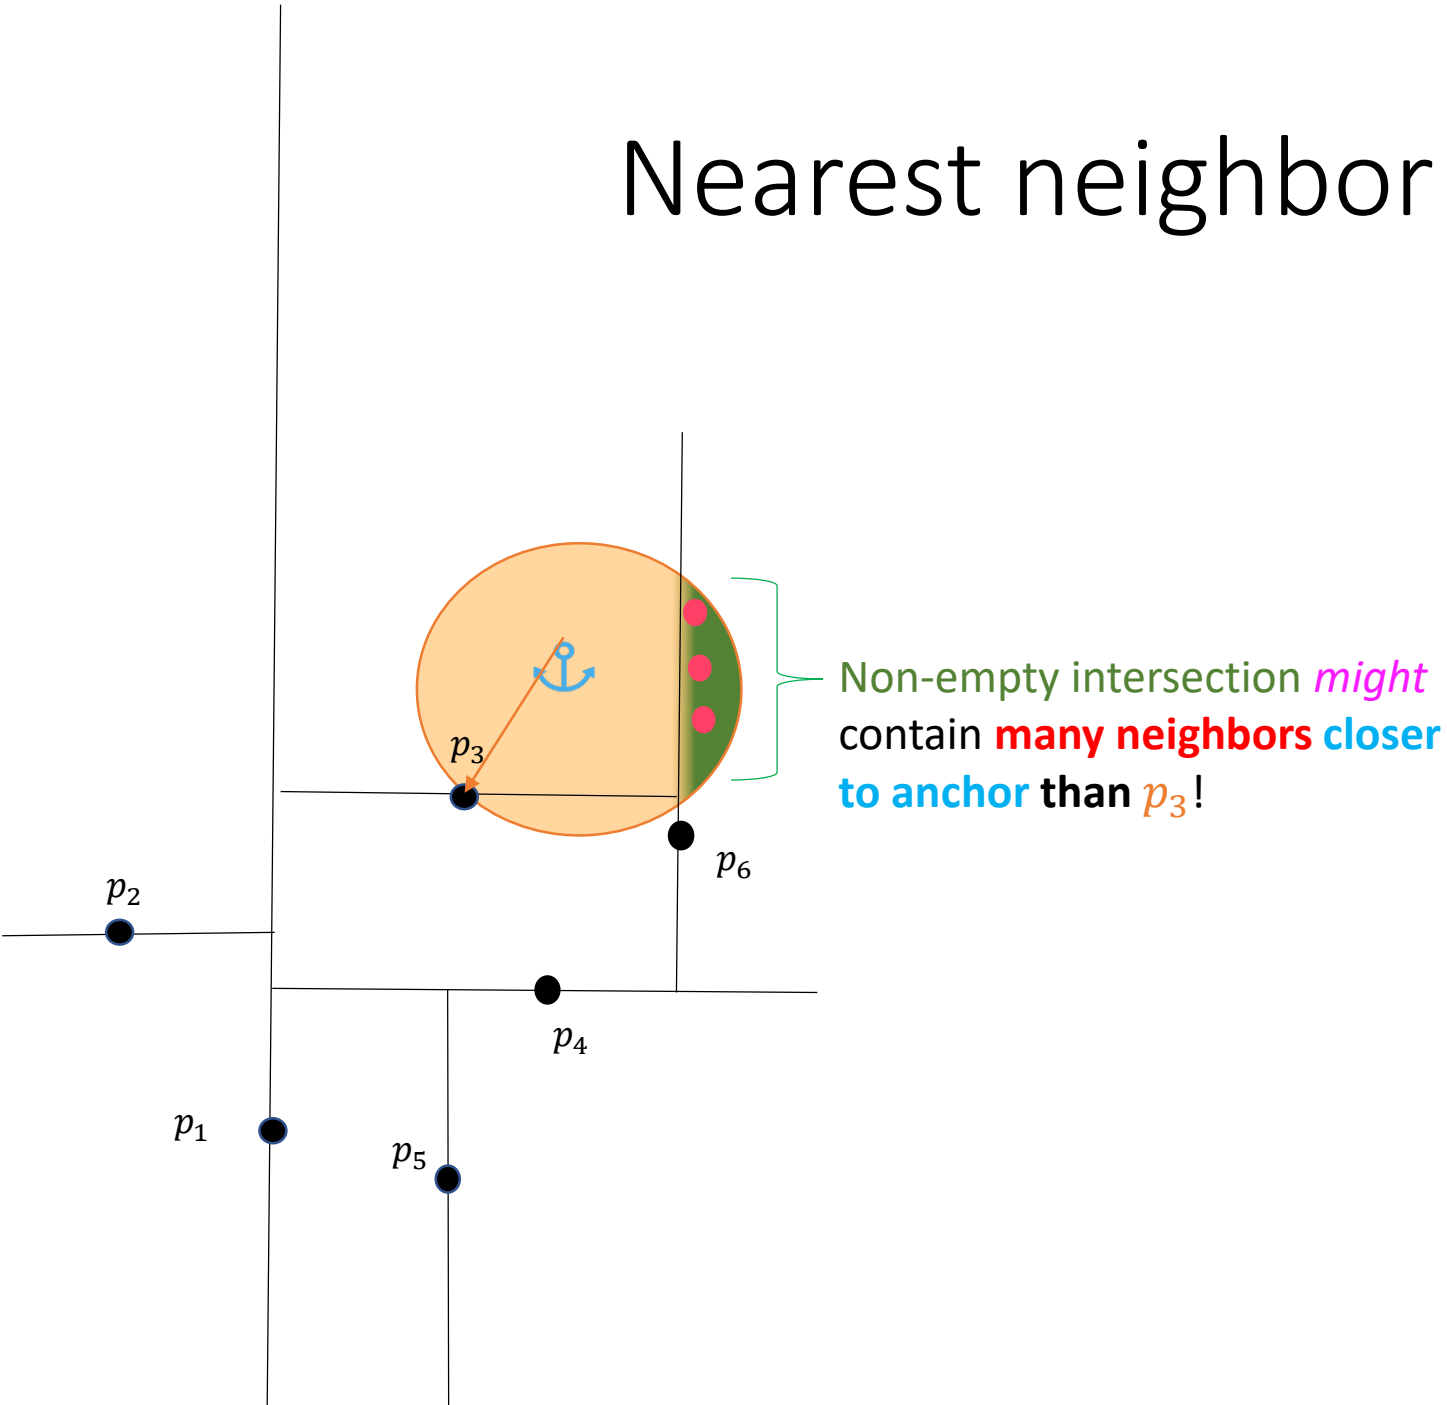 Nearest neighbor
p₃
Non-empty intersection might
contain many neighbors closer
to anchor than p₃!
p₆
p₂
p₄
p₁
p₅